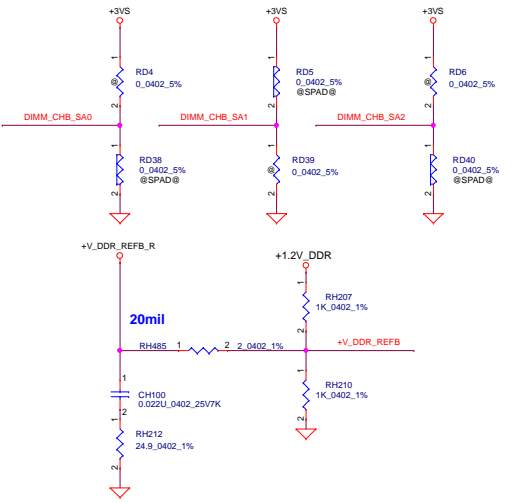 +3VS
+3VS
+3VS
1
1
1
@
RD4
0_0402_5%
RD5
0_0402_5%
@SPAD@
@
RD6
0_0402_5%
2
2
2
DIMM_CHB_SA0
DIMM_CHB_SA1
DIMM_CHB_SA2
1
1
1
RD38
0_0402_5%
@SPAD@
@
RD39
0_0402_5%
RD40
0_0402_5%
@SPAD@
2
2
2
+V_DDR_REFB_R
+1.2V_DDR
1
RH207
1K_0402_1%
2
20mil
RH485
1
2
2_0402_1%
+V_DDR_REFB
1
CH100
0.022U_0402_25V7K
2
1
RH210
1K_0402_1%
2
1
RH212
24.9_0402_1%
2